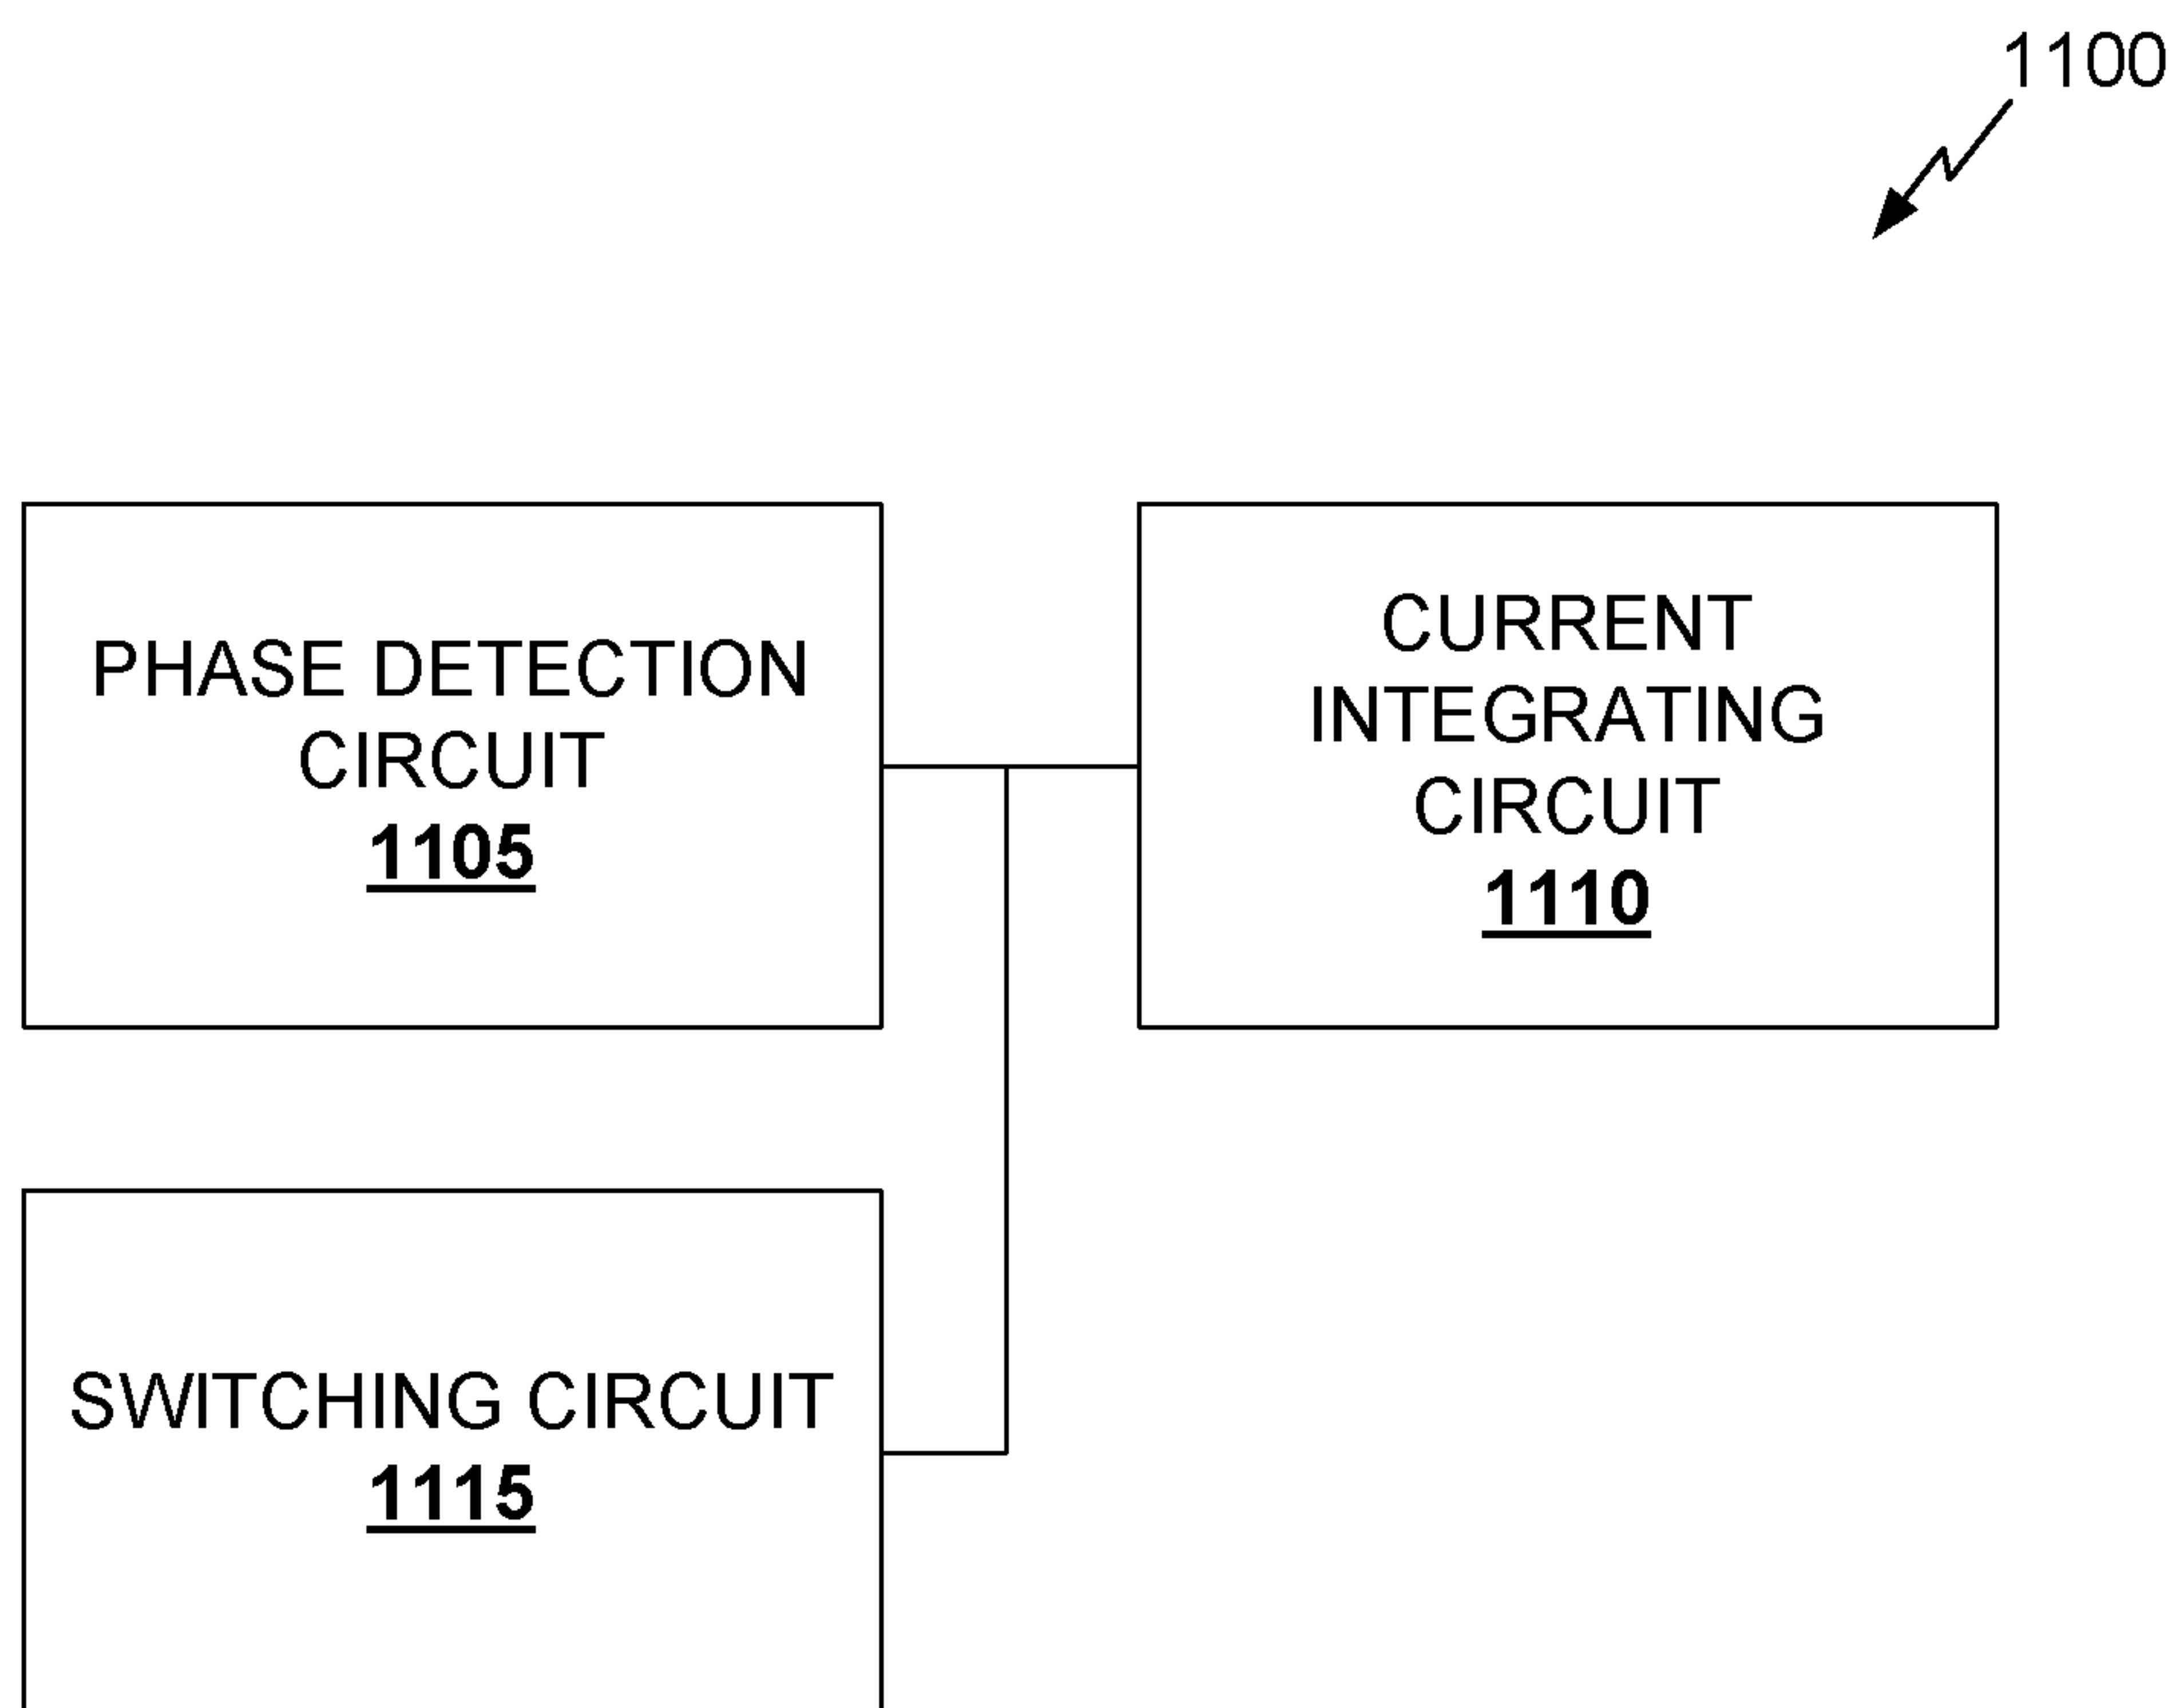 1100
PHASE DETECTION
CIRCUIT
1105
CURRENT
INTEGRATING
CIRCUIT
1110
SWITCHING CIRCUIT
1115